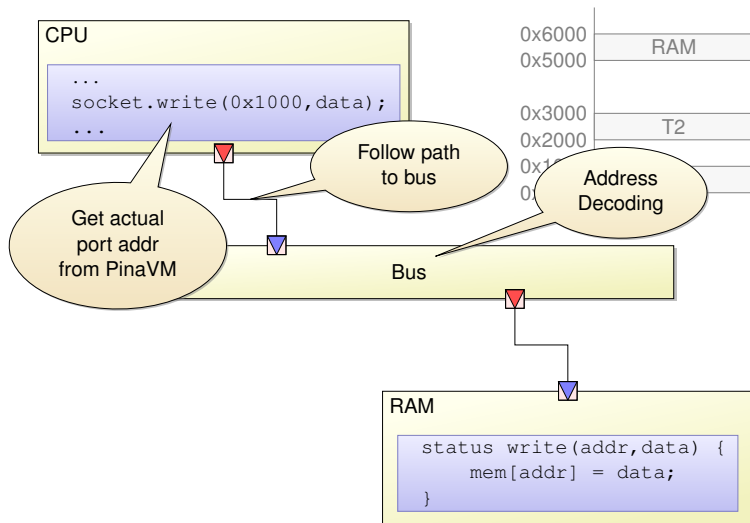 CPU
...
socket.write(0x1000,data);
...
0x6000
RAM
0x5000
0x3000
T2
0x2000
Follow path
to bus
Address
Decoding
Get actual
port addr
from PinaVM
Bus
RAM
status write(addr,data) {
mem[addr] = data;
}